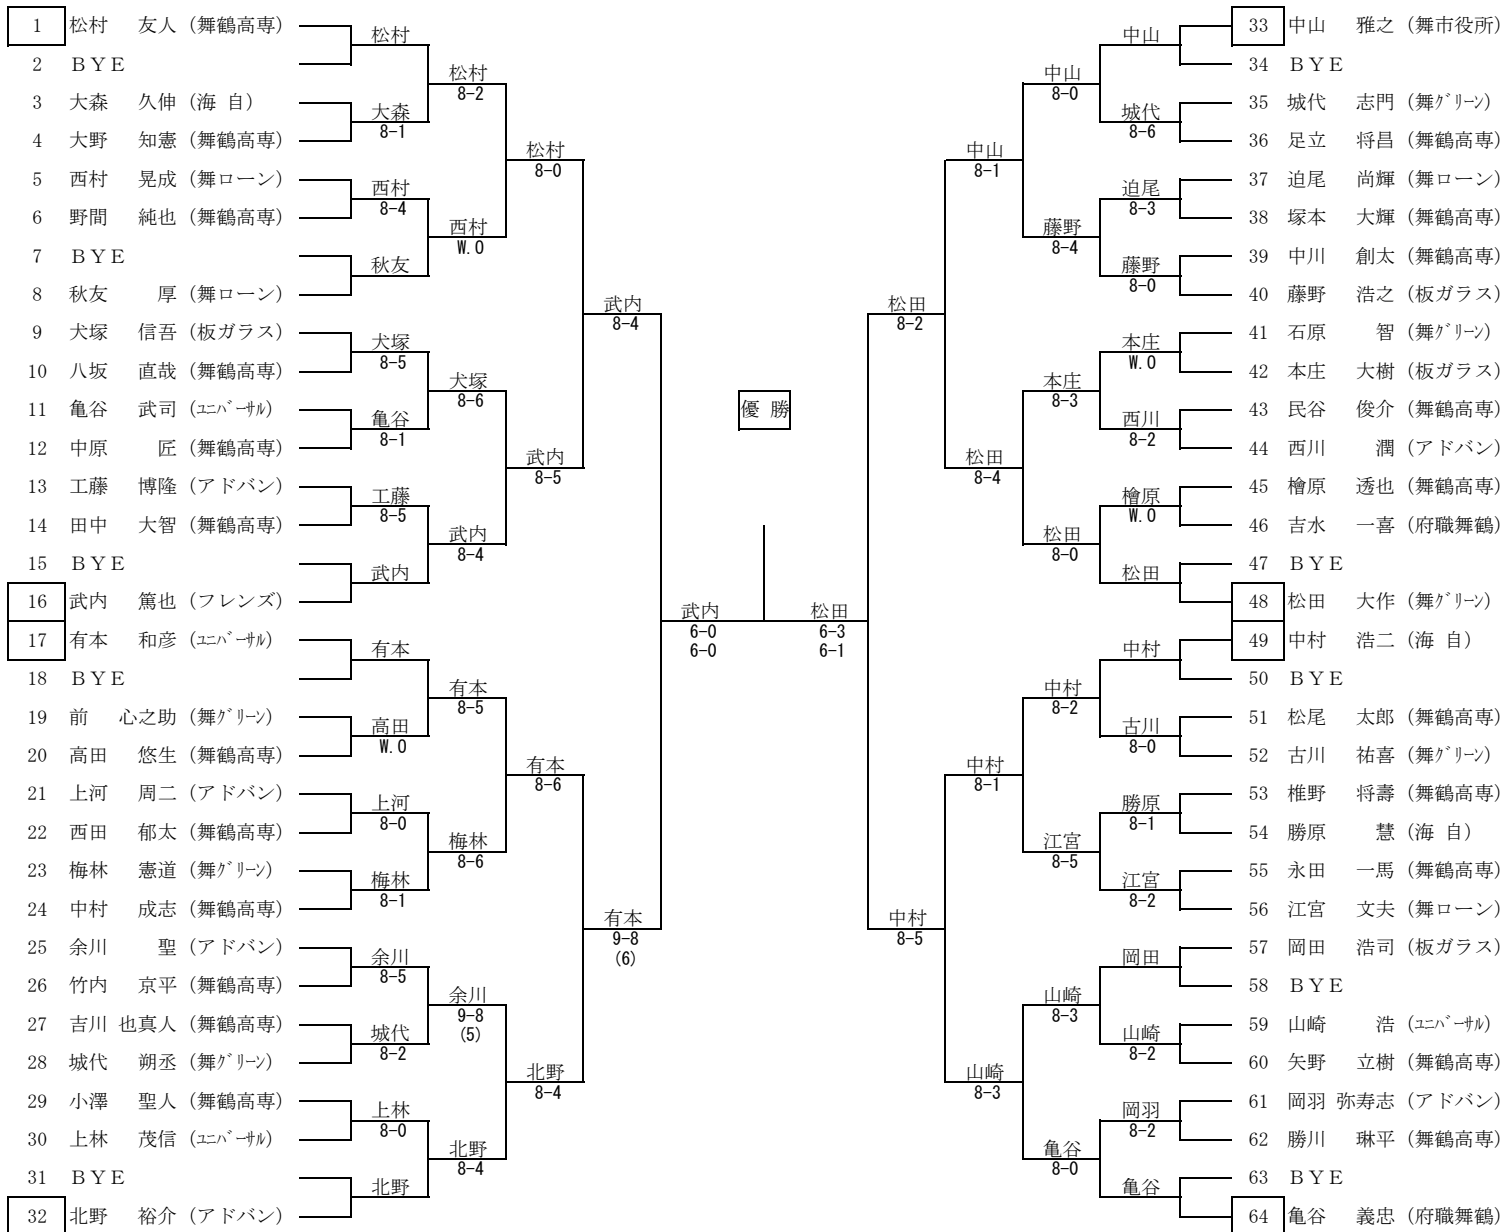 1 松村 友人 (舞鶴高専)
2 ＢＹＥ
3 大森 久伸 (海 自)
4 大野 知憲 (舞鶴高専)
5 西村 晃成 (舞ローン)
6 野間 純也 (舞鶴高専)
7 ＢＹＥ
8 秋友 厚 (舞ローン)
9 犬塚 信吾 (板ガラス)
10 八坂 直哉 (舞鶴高専)
11 亀谷 武司 (ﾕﾆﾊﾞｰｻﾙ)
12 中原 匠 (舞鶴高専)
13 工藤 博隆 (アドバン)
14 田中 大智 (舞鶴高専)
15 ＢＹＥ
16 武内 篤也 (フレンズ)
17 有本 和彦 (ﾕﾆﾊﾞｰｻﾙ)
18 ＢＹＥ
19 前 心之助 (舞ｸﾞﾘｰﾝ)
20 高田 悠生 (舞鶴高専)
21 上河 周二 (アドバン)
22 西田 郁太 (舞鶴高専)
23 梅林 憲道 (舞ｸﾞﾘｰﾝ)
24 中村 成志 (舞鶴高専)
25 余川 聖 (アドバン)
26 竹内 京平 (舞鶴高専)
27 吉川 也真人 (舞鶴高専)
28 城代 朔丞 (舞ｸﾞﾘｰﾝ)
29 小澤 聖人 (舞鶴高専)
30 上林 茂信 (ﾕﾆﾊﾞｰｻﾙ)
31 ＢＹＥ
32 北野 裕介 (アドバン)
松村
大森
8-1
西村
8-4
秋友
犬塚
8-5
亀谷
8-1
工藤
8-5
武内
有本
高田
W.O
上河
8-0
梅林
8-1
余川
8-5
城代
8-2
上林
8-0
北野
松村
8-2
西村
W.O
犬塚
8-6
武内
8-4
有本
8-5
梅林
8-6
余川
9-8
(5)
北野
8-4
松村
8-0
武内
8-5
有本
8-6
北野
8-4
武内
8-4
有本
9-8
(6)
武内
6-0
6-0
優 勝
松田
6-3
6-1
松田
8-2
中村
8-5
中山
8-1
松田
8-4
中村
8-1
山崎
8-3
中山
8-0
藤野
8-4
本庄
8-3
松田
8-0
中村
8-2
江宮
8-5
山崎
8-3
亀谷
8-0
中山
城代
8-6
迫尾
8-3
藤野
8-0
本庄
W.O
西川
8-2
檜原
W.O
松田
中村
古川
8-0
勝原
8-1
江宮
8-2
岡田
山崎
8-2
岡羽
8-2
亀谷
33 中山 雅之 (舞市役所)
34 ＢＹＥ
35 城代 志門 (舞ｸﾞﾘｰﾝ)
36 足立 将昌 (舞鶴高専)
37 迫尾 尚輝 (舞ローン)
38 塚本 大輝 (舞鶴高専)
39 中川 創太 (舞鶴高専)
40 藤野 浩之 (板ガラス)
41 石原 智 (舞ｸﾞﾘｰﾝ)
42 本庄 大樹 (板ガラス)
43 民谷 俊介 (舞鶴高専)
44 西川 潤 (アドバン)
45 檜原 透也 (舞鶴高専)
46 吉水 一喜 (府職舞鶴)
47 ＢＹＥ
48 松田 大作 (舞ｸﾞﾘｰﾝ)
49 中村 浩二 (海 自)
50 ＢＹＥ
51 松尾 太郎 (舞鶴高専)
52 古川 祐喜 (舞ｸﾞﾘｰﾝ)
53 椎野 将壽 (舞鶴高専)
54 勝原 慧 (海 自)
55 永田 一馬 (舞鶴高専)
56 江宮 文夫 (舞ローン)
57 岡田 浩司 (板ガラス)
58 ＢＹＥ
59 山崎 浩 (ﾕﾆﾊﾞｰｻﾙ)
60 矢野 立樹 (舞鶴高専)
61 岡羽 弥寿志 (アドバン)
62 勝川 琳平 (舞鶴高専)
63 ＢＹＥ
64 亀谷 義忠 (府職舞鶴)